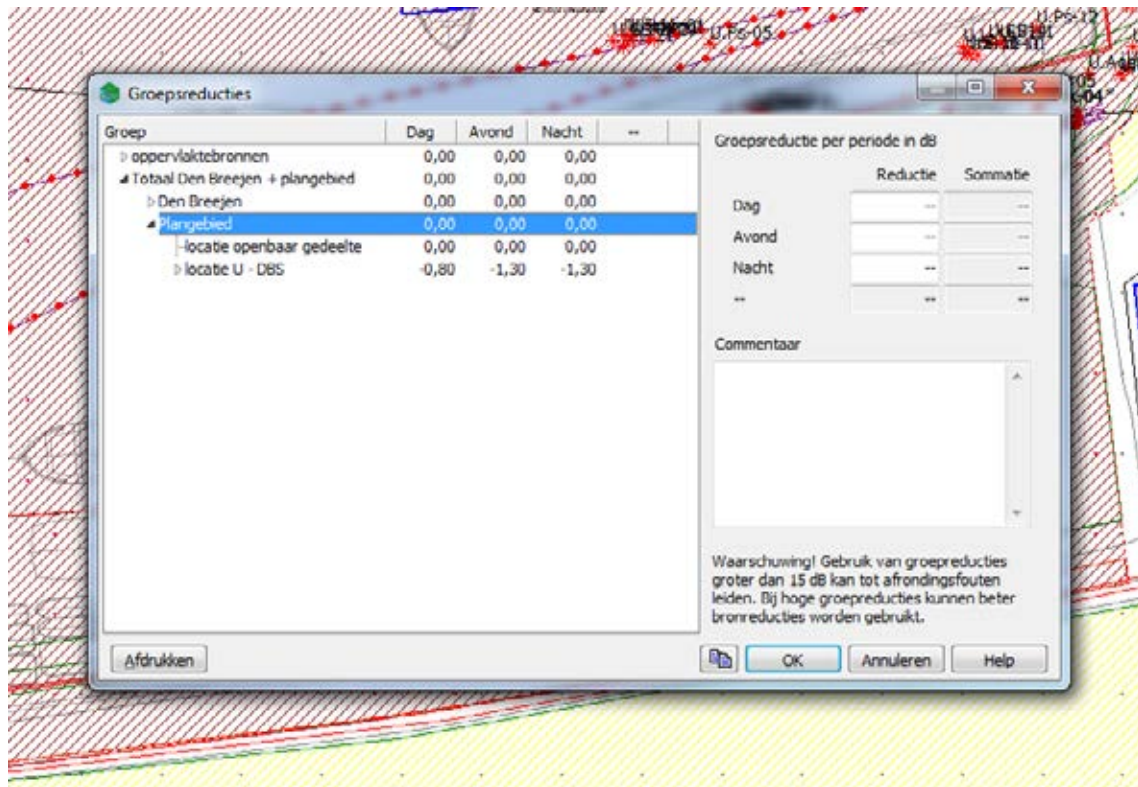 U.Ps-12
U.Ps-05
Groepsreducties
Groep Dag Avond Nacht --
oppervlaktebronnen 0,00 0,00 0,00
Totaal Den Breejen + plangebied 0,00 0,00 0,00
Den Breejen 0,00 0,00 0,00
Plangebied 0,00 0,00 0,00
locatie openbaar gedeelte 0,00 0,00 0,00
locatie U - DBS -0,80 -1,30 -1,30
Groepsreductie per periode in dB
Reductie Sommatie
Dag -- --
Avond -- --
Nacht -- --
-- -- --
Commentaar
Waarschuwing! Gebruik van groepreducties
groter dan 15 dB kan tot afrondingsfouten
leiden. Bij hoge groepreducties kunnen beter
bronreducties worden gebruikt.
Afdrukken OK Annuleren Help